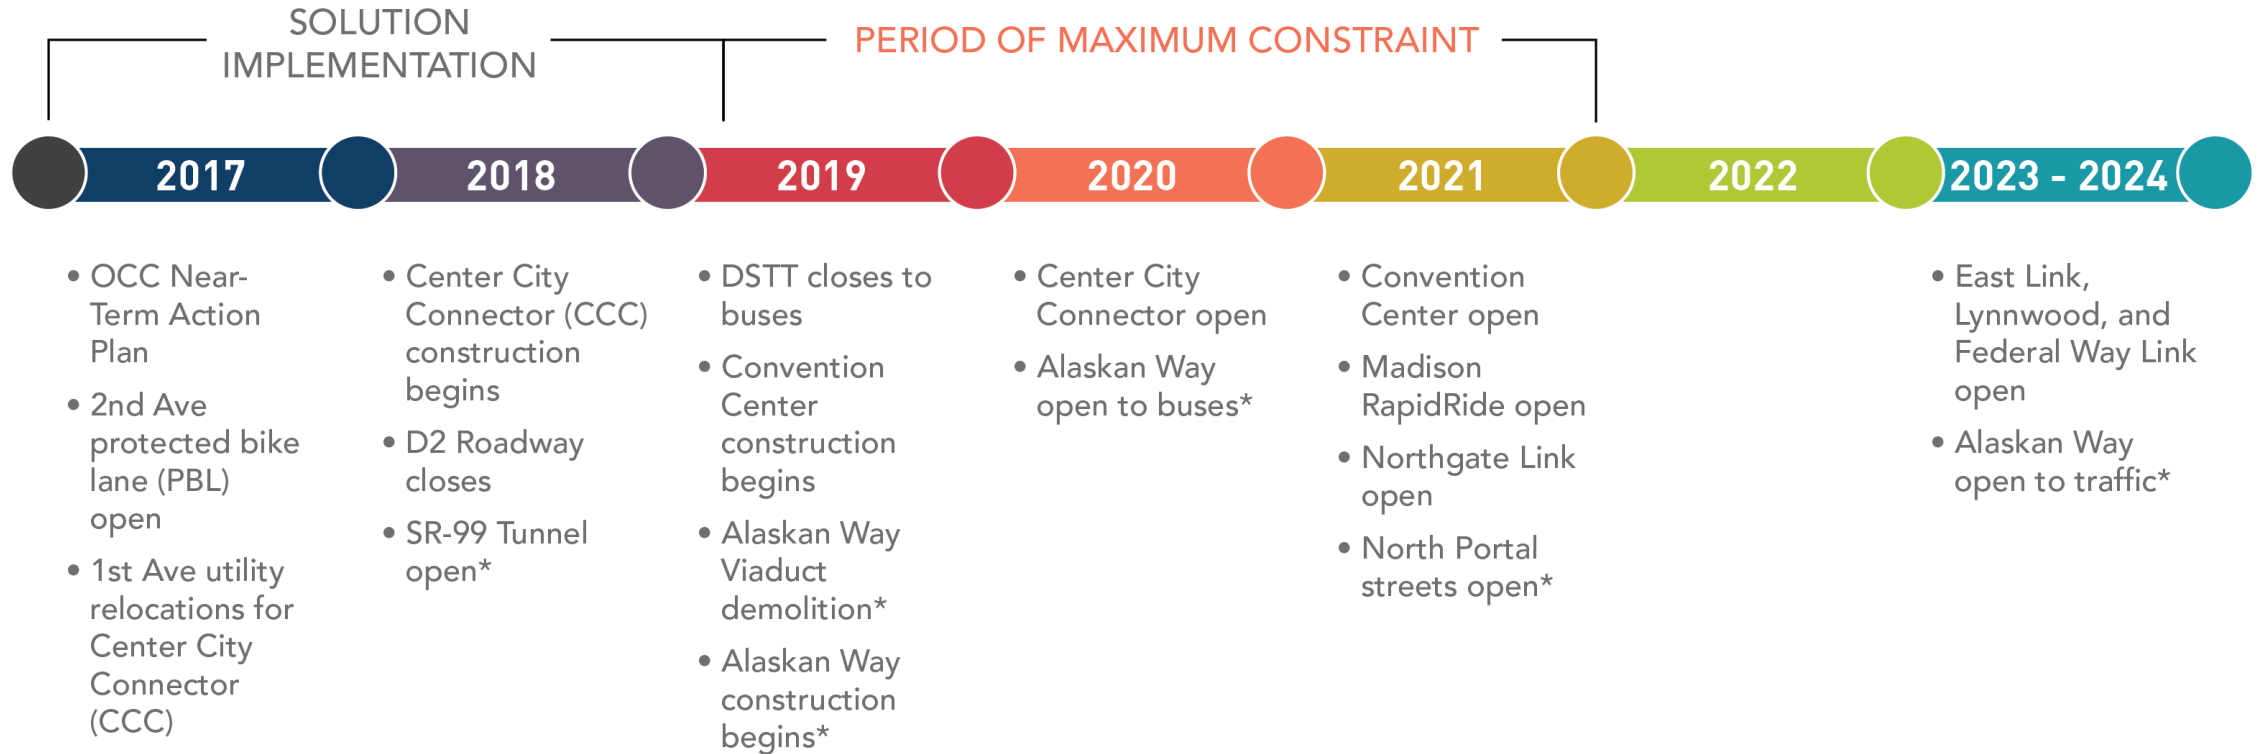 SOLUTION
IMPLEMENTATION
PERIOD OF MAXIMUM CONSTRAINT
2017
2018
2019
2020
2021
2022
2023 - 2024
• OCC Near-
Term Action
Plan
• 2nd Ave
protected bike
lane (PBL)
open
• 1st Ave utility
relocations for
Center City
Connector
(CCC)
• Center City
Connector (CCC)
construction
begins
• D2 Roadway
closes
• SR-99 Tunnel
open*
• DSTT closes to
buses
• Convention
Center
construction
begins
• Alaskan Way
Viaduct
demolition*
• Alaskan Way
construction
begins*
• Center City
Connector open
• Alaskan Way
open to buses*
• Convention
Center open
• Madison
RapidRide open
• Northgate Link
open
• North Portal
streets open*
• East Link,
Lynnwood, and
Federal Way Link
open
• Alaskan Way
open to traffic*